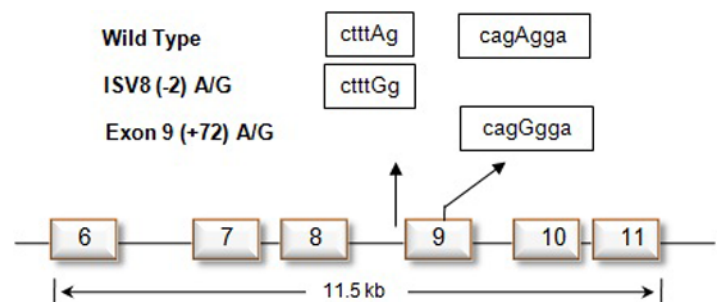 Wild Type ctttAg cagAgga
ISV8 (-2) A/G ctttGg
Exon 9 (+72) A/G cagGgga
6 7 8 9 10 11
11.5 kb